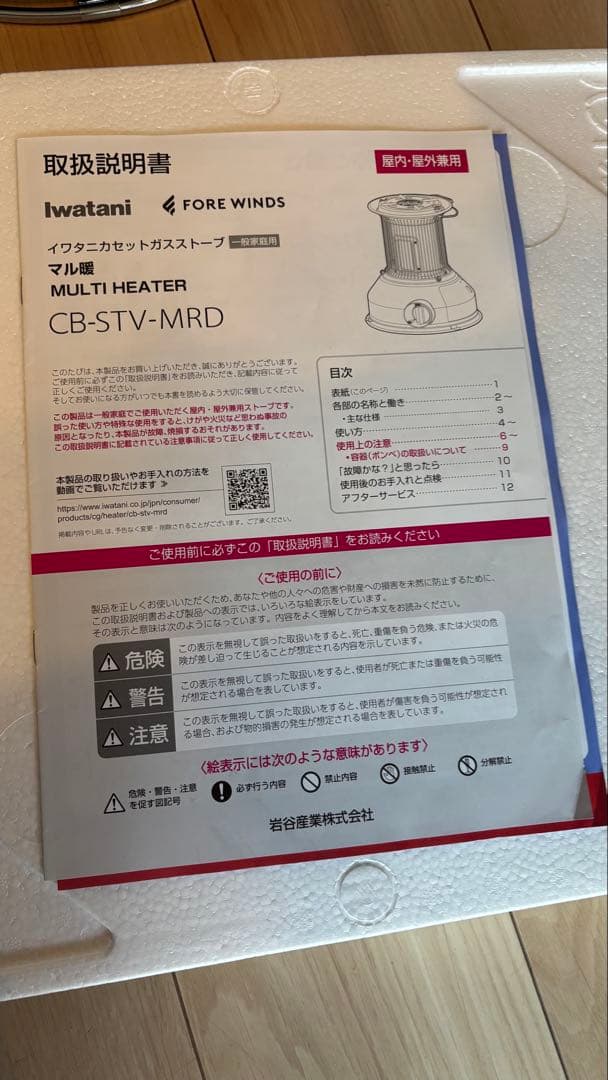 取扱説明書
屋内・屋外兼用
Iwatani
FORE WINDS
イワタニカセットガスストーブ 一般家庭用
マル暖
MULTI HEATER
CB-STV-MRD
このたびは、本製品をお買い上げいただき、誠にありがとうございます。
ご使用前に必ずこの「取扱説明書」をお読みいただき、記載内容に従って
正しくご使用ください。
そしてお使いになる方がいつでも本書を読めるよう大切に保管してください。
この製品は一般家庭でご使用いただく屋内・屋外兼用ストーブです。
誤った使い方や特殊な使用をすると、けがや火災など思わぬ事故の
原因となったり、本製品が故障、焼損するおそれがあります。
この取扱説明書に記載されている注意事項に従って正しく使用してください。
本製品の取り扱いやお手入れの方法を
動画でご覧いただけます
https://www.iwatani.co.jp/jpn/consumer/
products/cg/heater/cb-stv-mrd
掲載内容やURLは、予告なく変更・削除されることがございます。ご了承ください。
目次
表紙(このページ) 1
各部の名称と働き 2～
・主な仕様 3
使い方 4～
使用上の注意 6～
・容器(ボンベ)の取扱いについて 9
「故障かな?」と思ったら 10
使用後のお手入れと点検 11
アフターサービス 12
ご使用前に必ずこの「取扱説明書」をお読みください
〈ご使用の前に〉
製品を正しくお使いいただくため、あなたや他の人々への危害や財産への損害を未然に防止するために、
この取扱説明書および製品への表示では、いろいろな絵表示をしています。
その表示と意味は次のようになっています。内容をよく理解してから本文をお読みください。
危険
この表示を無視して誤った取扱いをすると、死亡、重傷を負う危険、または火災の危
険が差し迫って生じることが想定される内容を示しています。
警告
この表示を無視して誤った取扱いをすると、使用者が死亡または重傷を負う可能性
が想定される場合を表しています。
注意
この表示を無視して誤った取扱いをすると、使用者が傷害を負う可能性が想定され
る場合、および物的損害の発生が想定される場合を表しています。
〈絵表示には次のような意味があります〉
危険・警告・注意
を促す図記号
必ず行う内容
禁止内容
接触禁止
分解禁止
岩谷産業株式会社